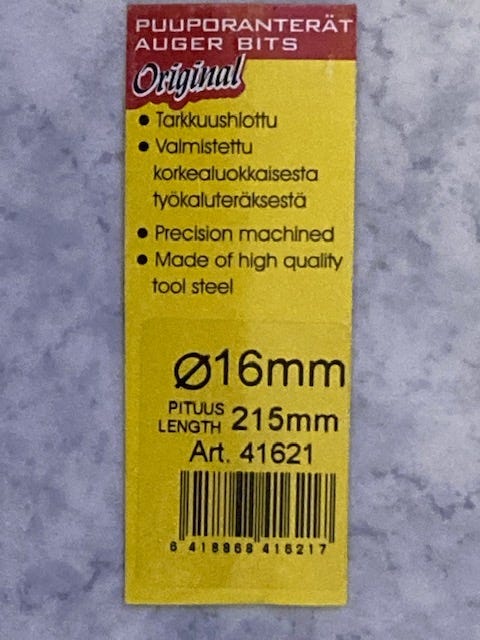 PUUPORANTERÄT
AUGER BITS
Original
• Tarkkuushiottu
• Valmistettu
korkealuokkaisesta
työkaluteräksestä
• Precision machined
• Made of high quality
tool steel
Ø16mm
PITUUS
LENGTH 215mm
Art. 41621
6 418868 416217